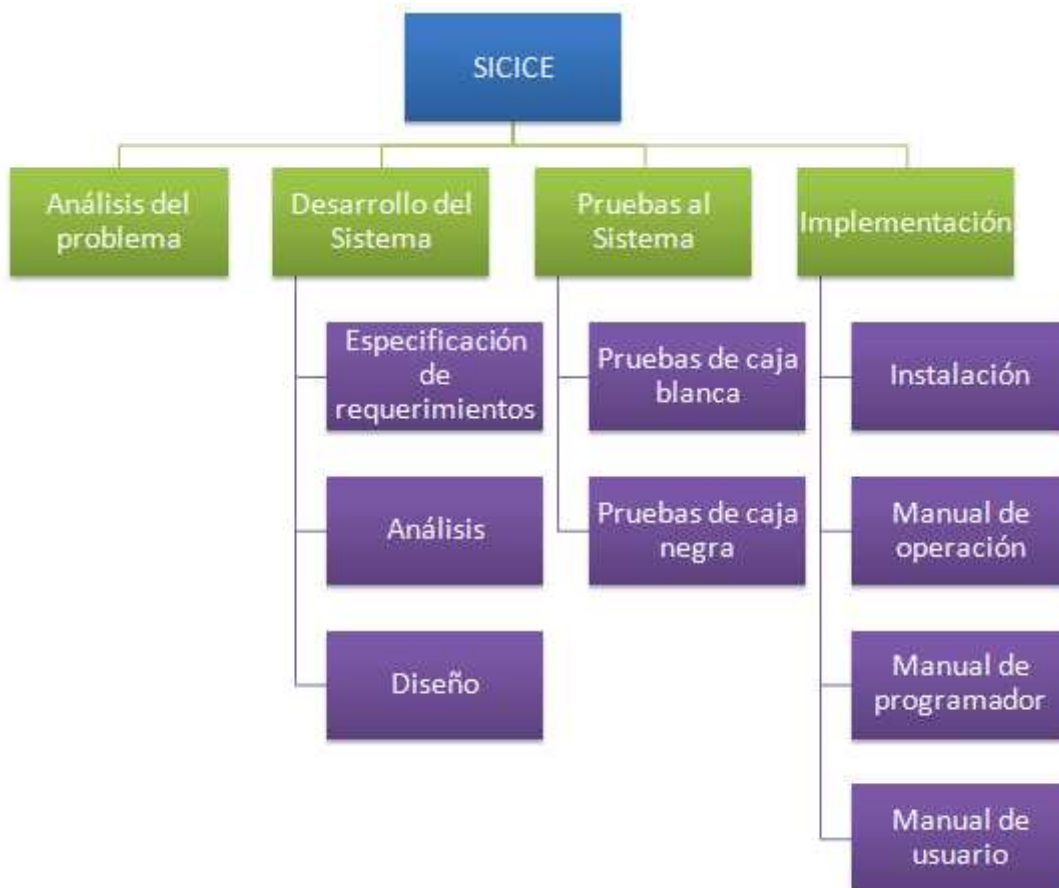 SICICE
Análisis del
problema
Desarrollo del
Sistema
Pruebas al
Sistema
Implementación
Especificación
de
requerimientos
Análisis
Diseño
Pruebas de caja
blanca
Pruebas de caja
negra
Instalación
Manual de
operación
Manual de
programador
Manual de
usuario